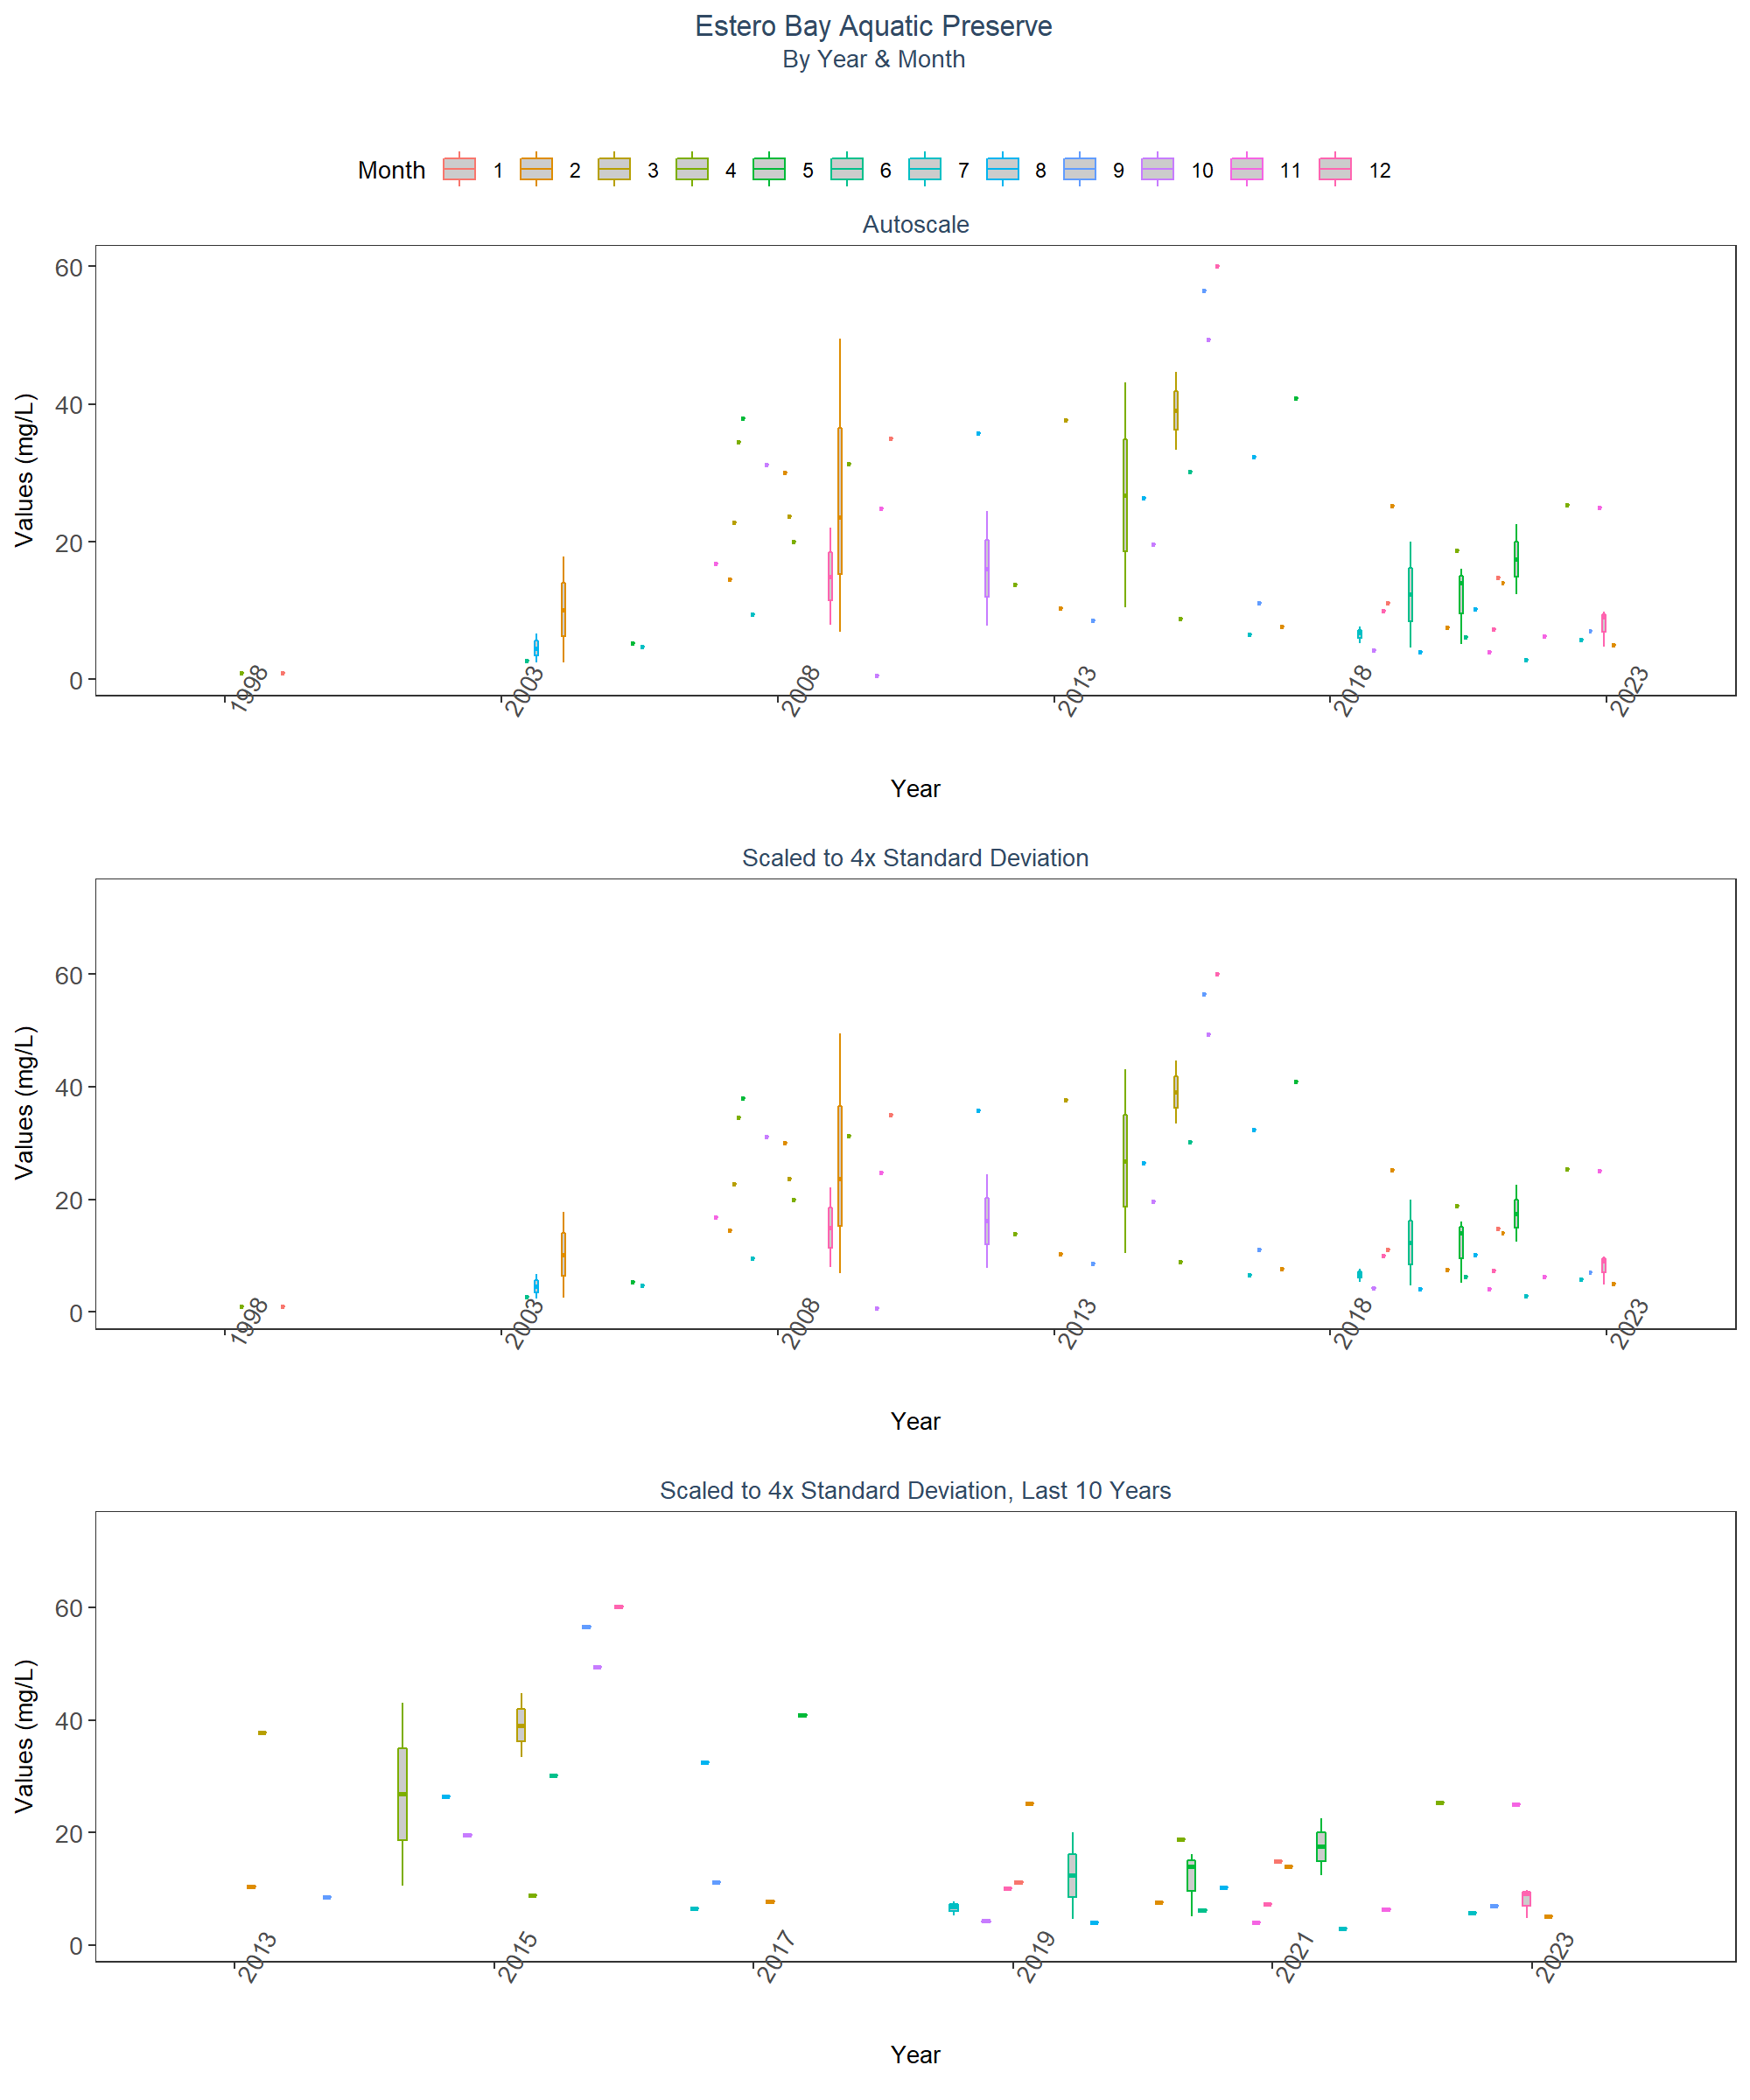 Estero Bay Aquatic Preserve
By Year & Month
Month 1 2 3 4 5 6 7 8 9 10 11 12
Autoscale
60
40
20
0
Values (mg/L)
1998 2003 2008 2013 2018 2023
Year
Scaled to 4x Standard Deviation
60
40
20
0
Values (mg/L)
1998 2003 2008 2013 2018 2023
Year
Scaled to 4x Standard Deviation, Last 10 Years
60
40
20
0
Values (mg/L)
2013 2015 2017 2019 2021 2023
Year